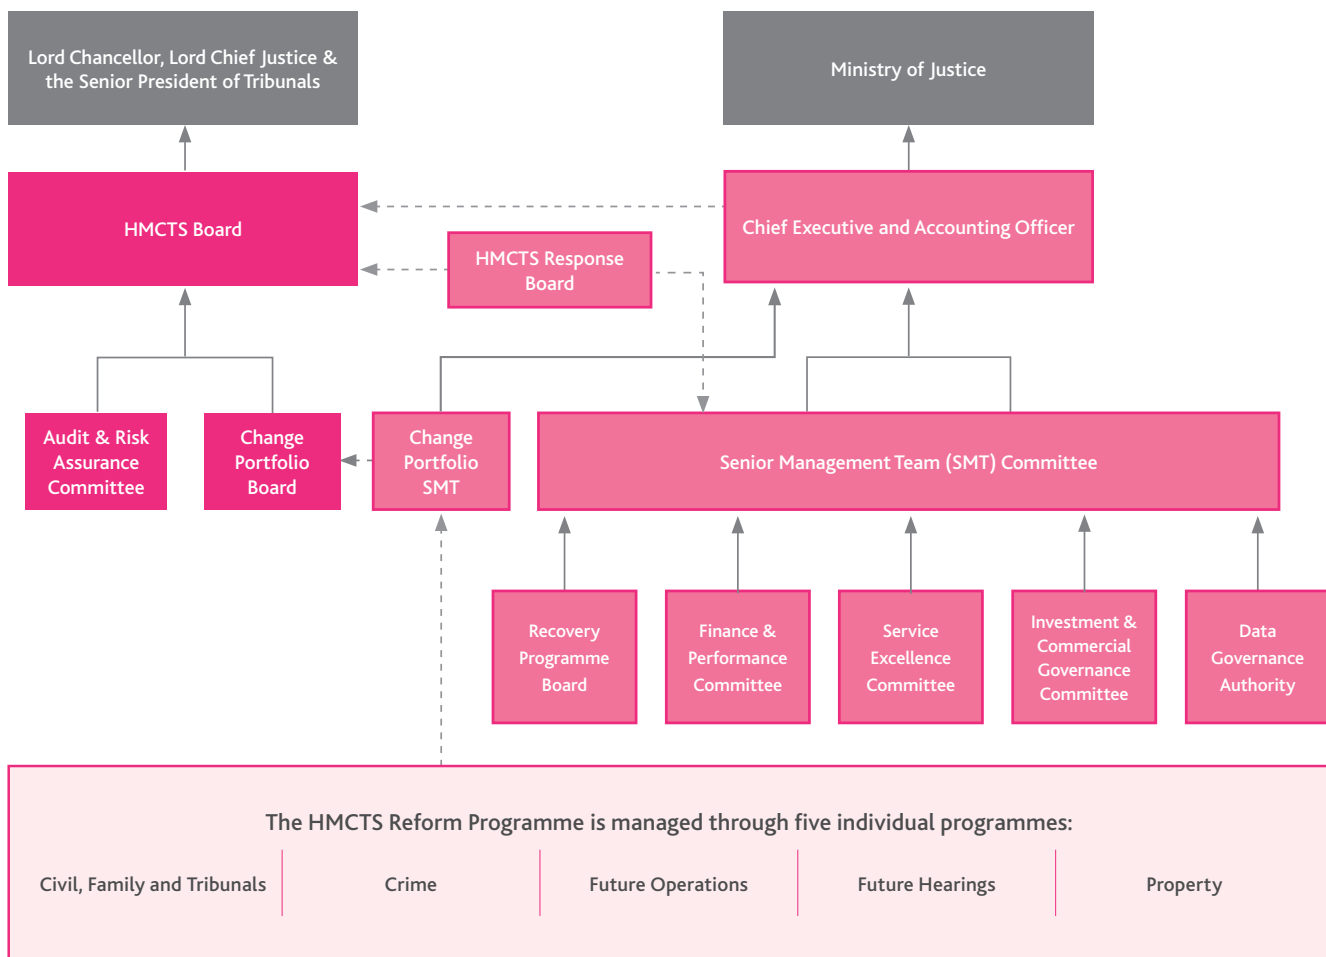 Lord Chancellor, Lord Chief Justice &
the Senior President of Tribunals
Ministry of Justice
HMCTS Board
Chief Executive and Accounting Officer
HMCTS Response
Board
Audit & Risk
Assurance
Committee
Change
Portfolio
Board
Change
Portfolio
SMT
Senior Management Team (SMT) Committee
Recovery
Programme
Board
Finance &
Performance
Committee
Service
Excellence
Committee
Investment &
Commercial
Governance
Committee
Data
Governance
Authority
The HMCTS Reform Programme is managed through five individual programmes:
Civil, Family and Tribunals
Crime
Future Operations
Future Hearings
Property